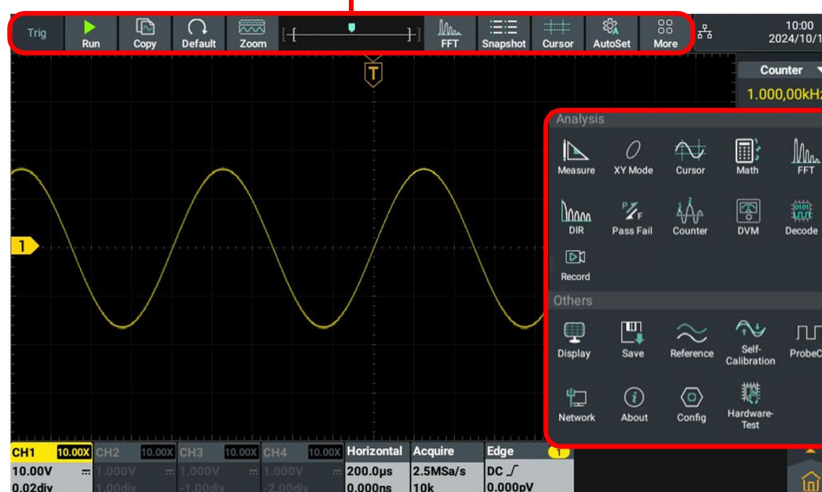 Trig
Run
Copy
Default
Zoom
FFT
Snapshot
Cursor
AutoSet
More
10:00
2024/10/1
T
Counter
1.000,00kHz
1
Analysis
Measure
XY Mode
Cursor
Math
FFT
DIR
Pass Fail
Counter
DVM
Decode
Record
Others
Display
Save
Reference
Self-
Calibration
ProbeC
Network
About
Config
Hardware-
Test
CH1 10.00X CH2 10.00X CH3 10.00X CH4 10.00X Horizontal Acquire Edge 1
10.00V 1.000V 1.000V 1.000V 200.0μs 2.5MSa/s DC
0.02div 1.00div -1.00div -2.00div 0.000ns 10k 0.000pV